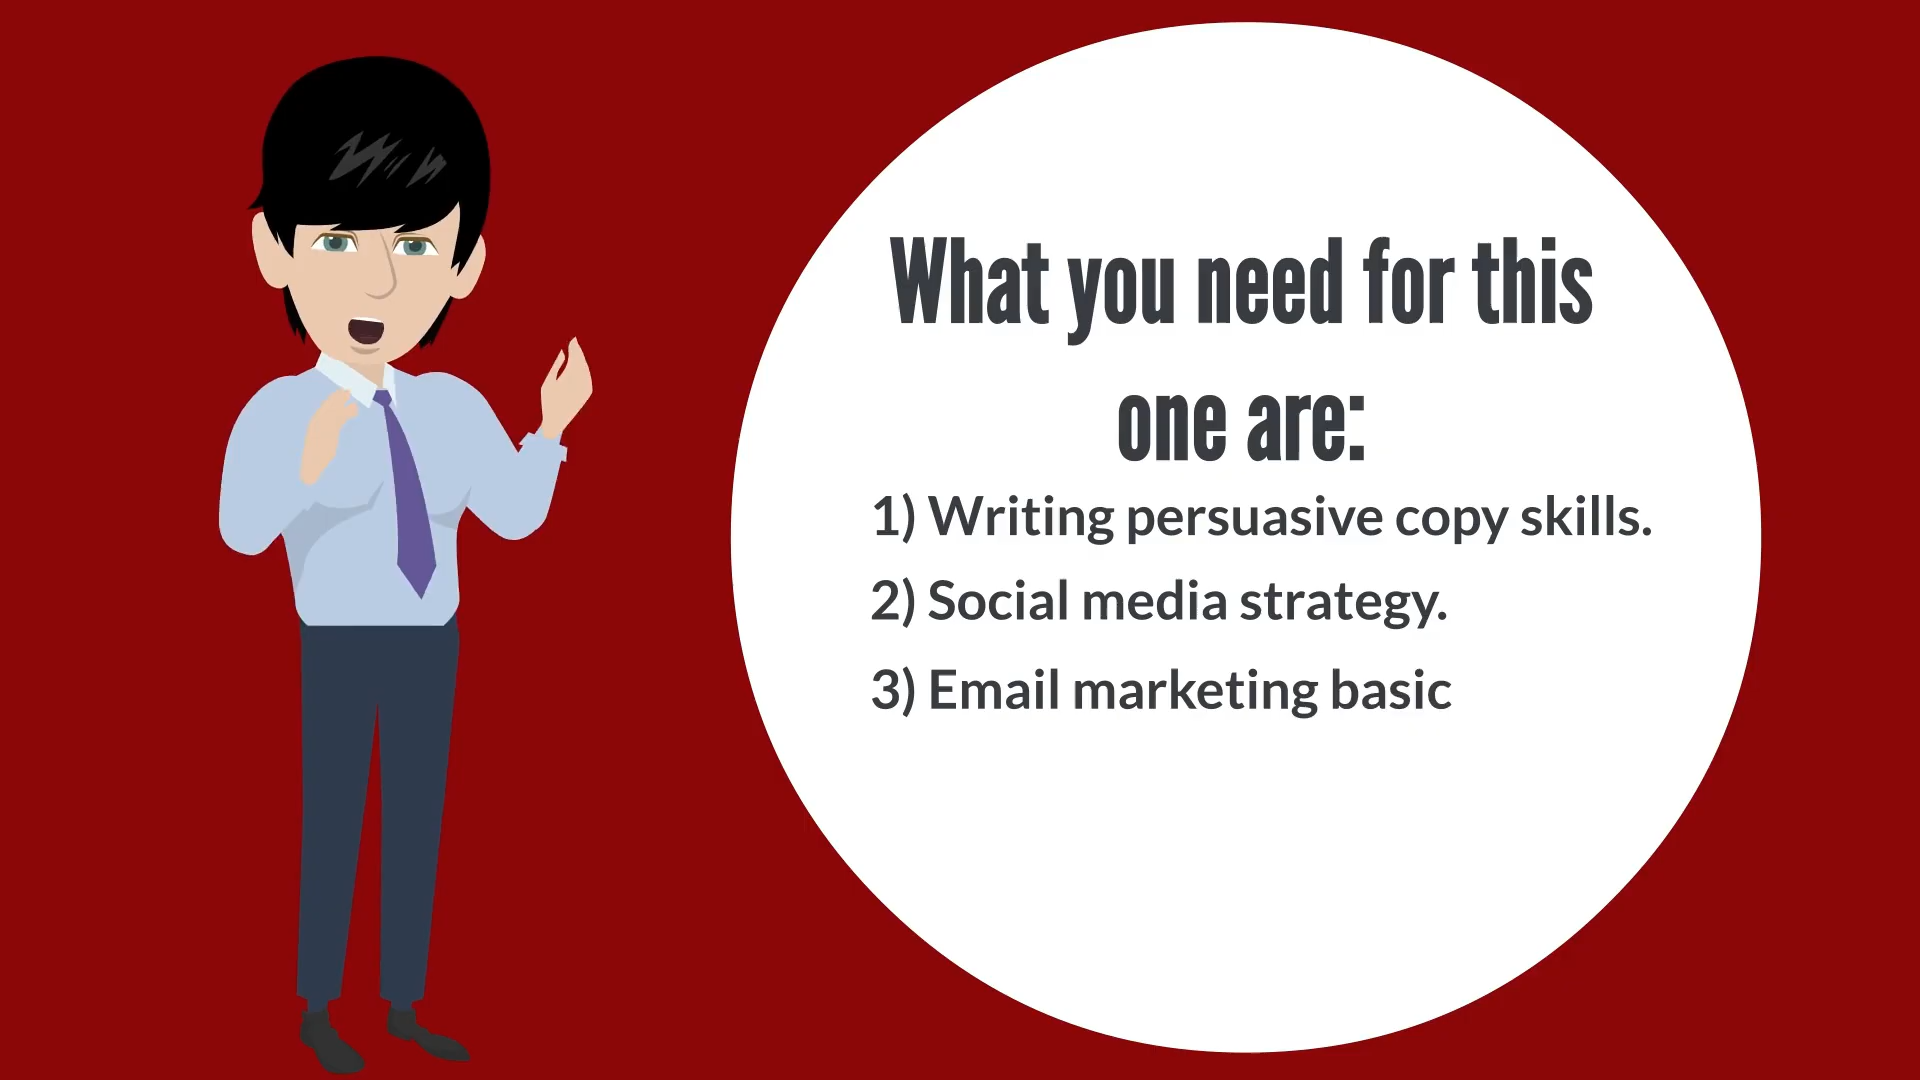 What you need for this
one are:
1) Writing persuasive copy skills.
2) Social media strategy.
3) Email marketing basic